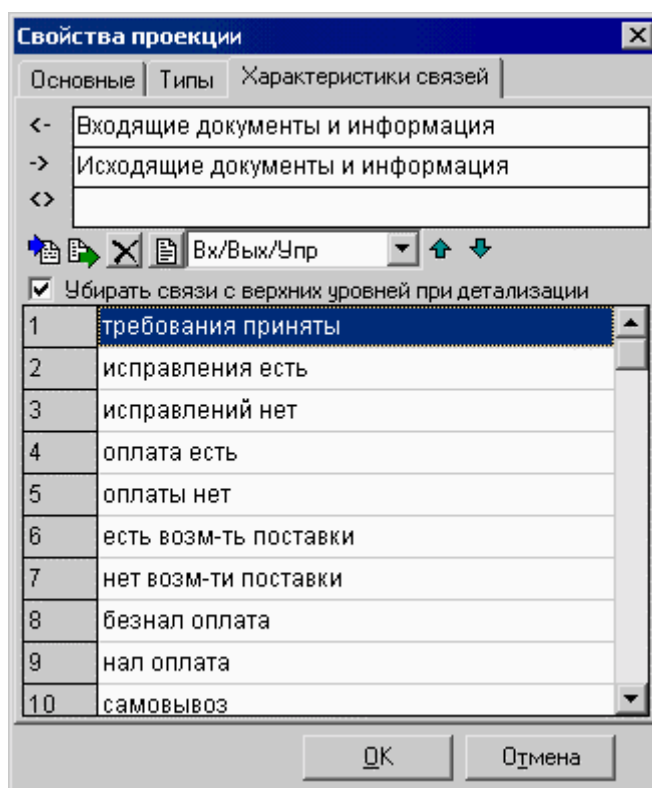 Свойства проекции
Основные Типы Характеристики связей
<- Входящие документы и информация
-> Исходящие документы и информация
<>
Вх/Вых/Упр
Убирать связи с верхних уровней при детализации
1 требования приняты
2 исправления есть
3 исправлений нет
4 оплата есть
5 оплаты нет
6 есть возм-ть поставки
7 нет возм-ти поставки
8 безнал оплата
9 нал оплата
10 самовывоз
OK Отмена